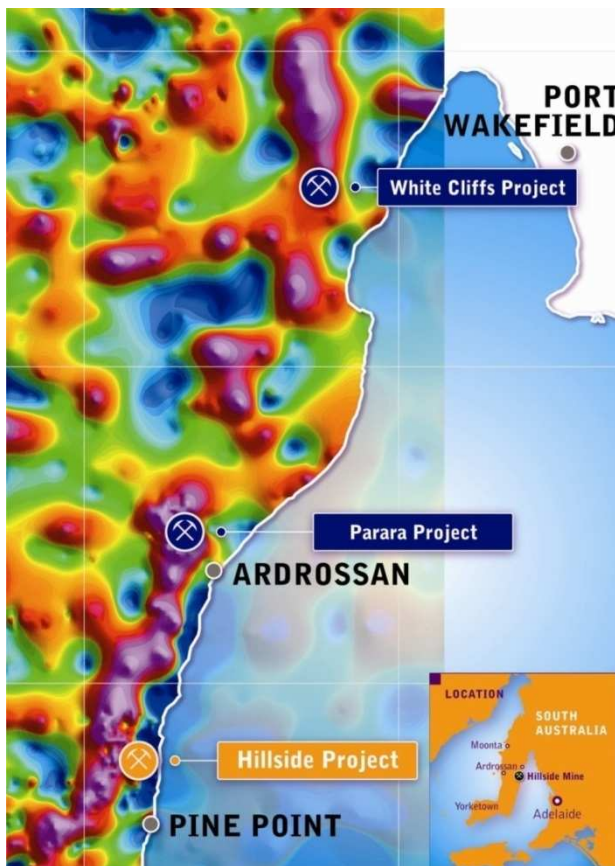 PORT
WAKEFIELD
White Cliffs Project
Parara Project
ARDROSSAN
Hillside Project
PINE POINT
LOCATION
SOUTH
AUSTRALIA
Moonta
Ardrossan
Hillside Mine
Yorketown
Adelaide